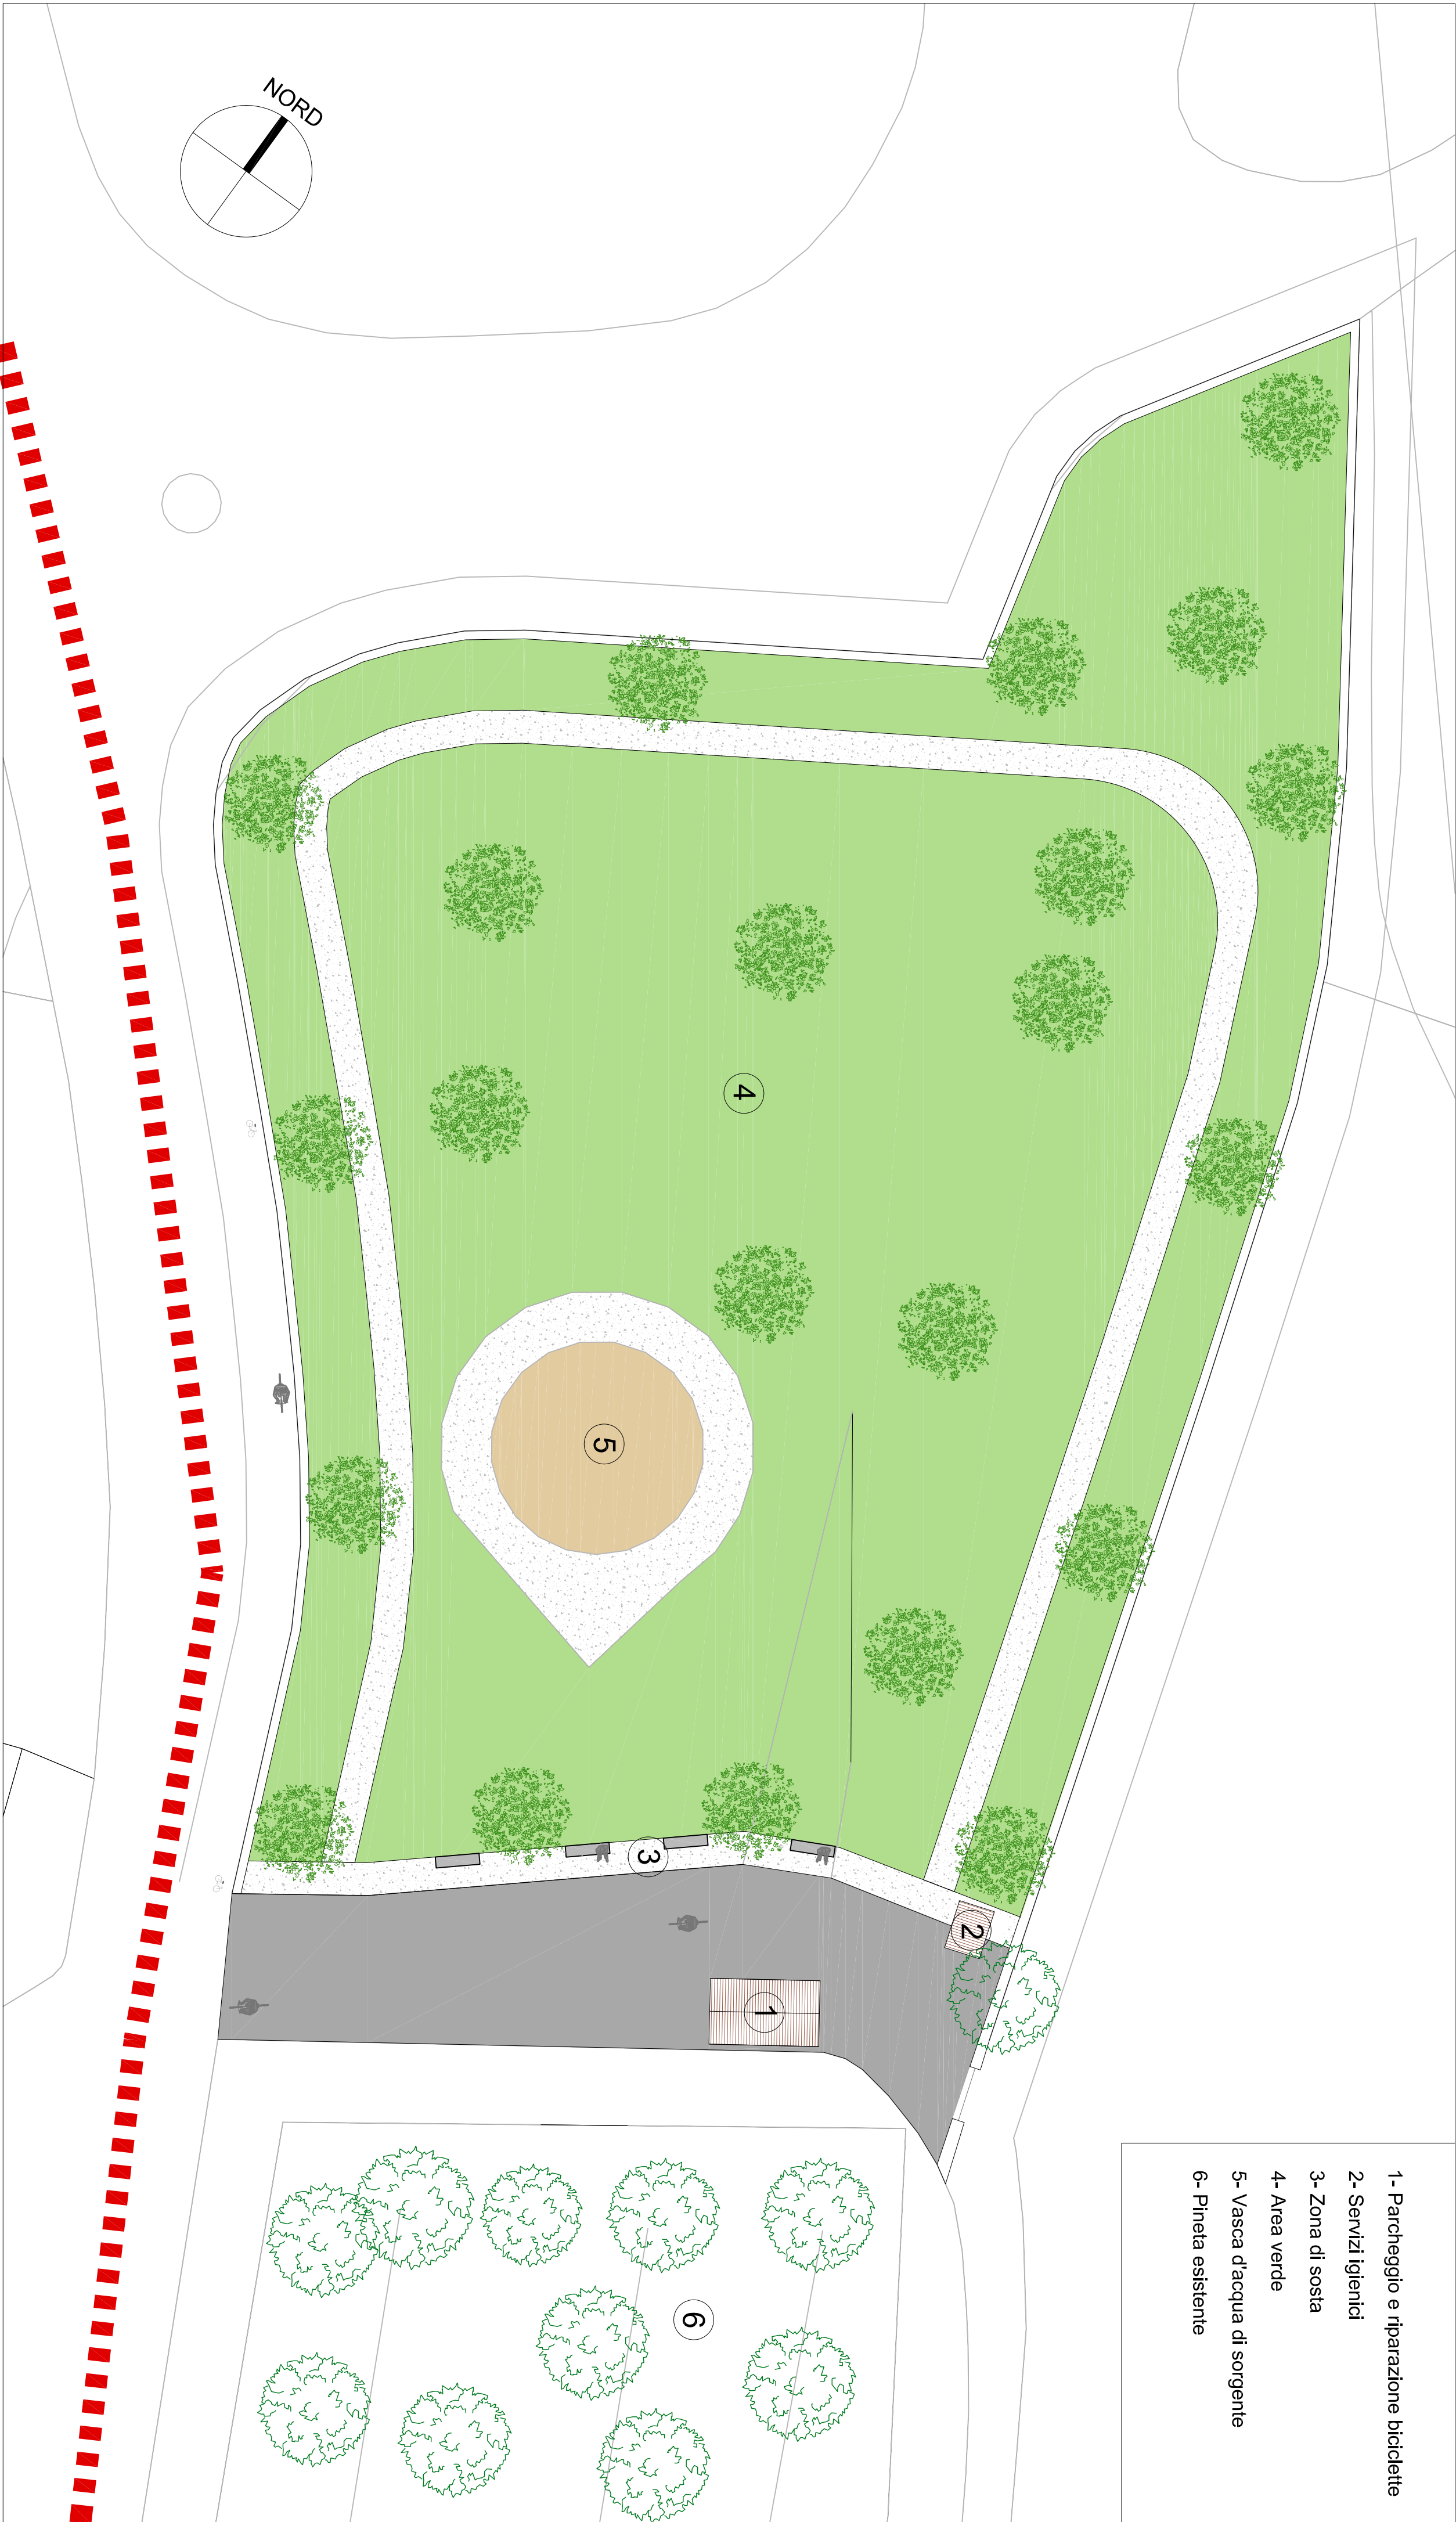 NORD
4
5
3
2
1
6
1- Parcheggio e riparazione biciclette
2- Servizi igienici
3- Zona di sosta
4- Area verde
5- Vasca d'acqua di sorgente
6- Pineta esistente